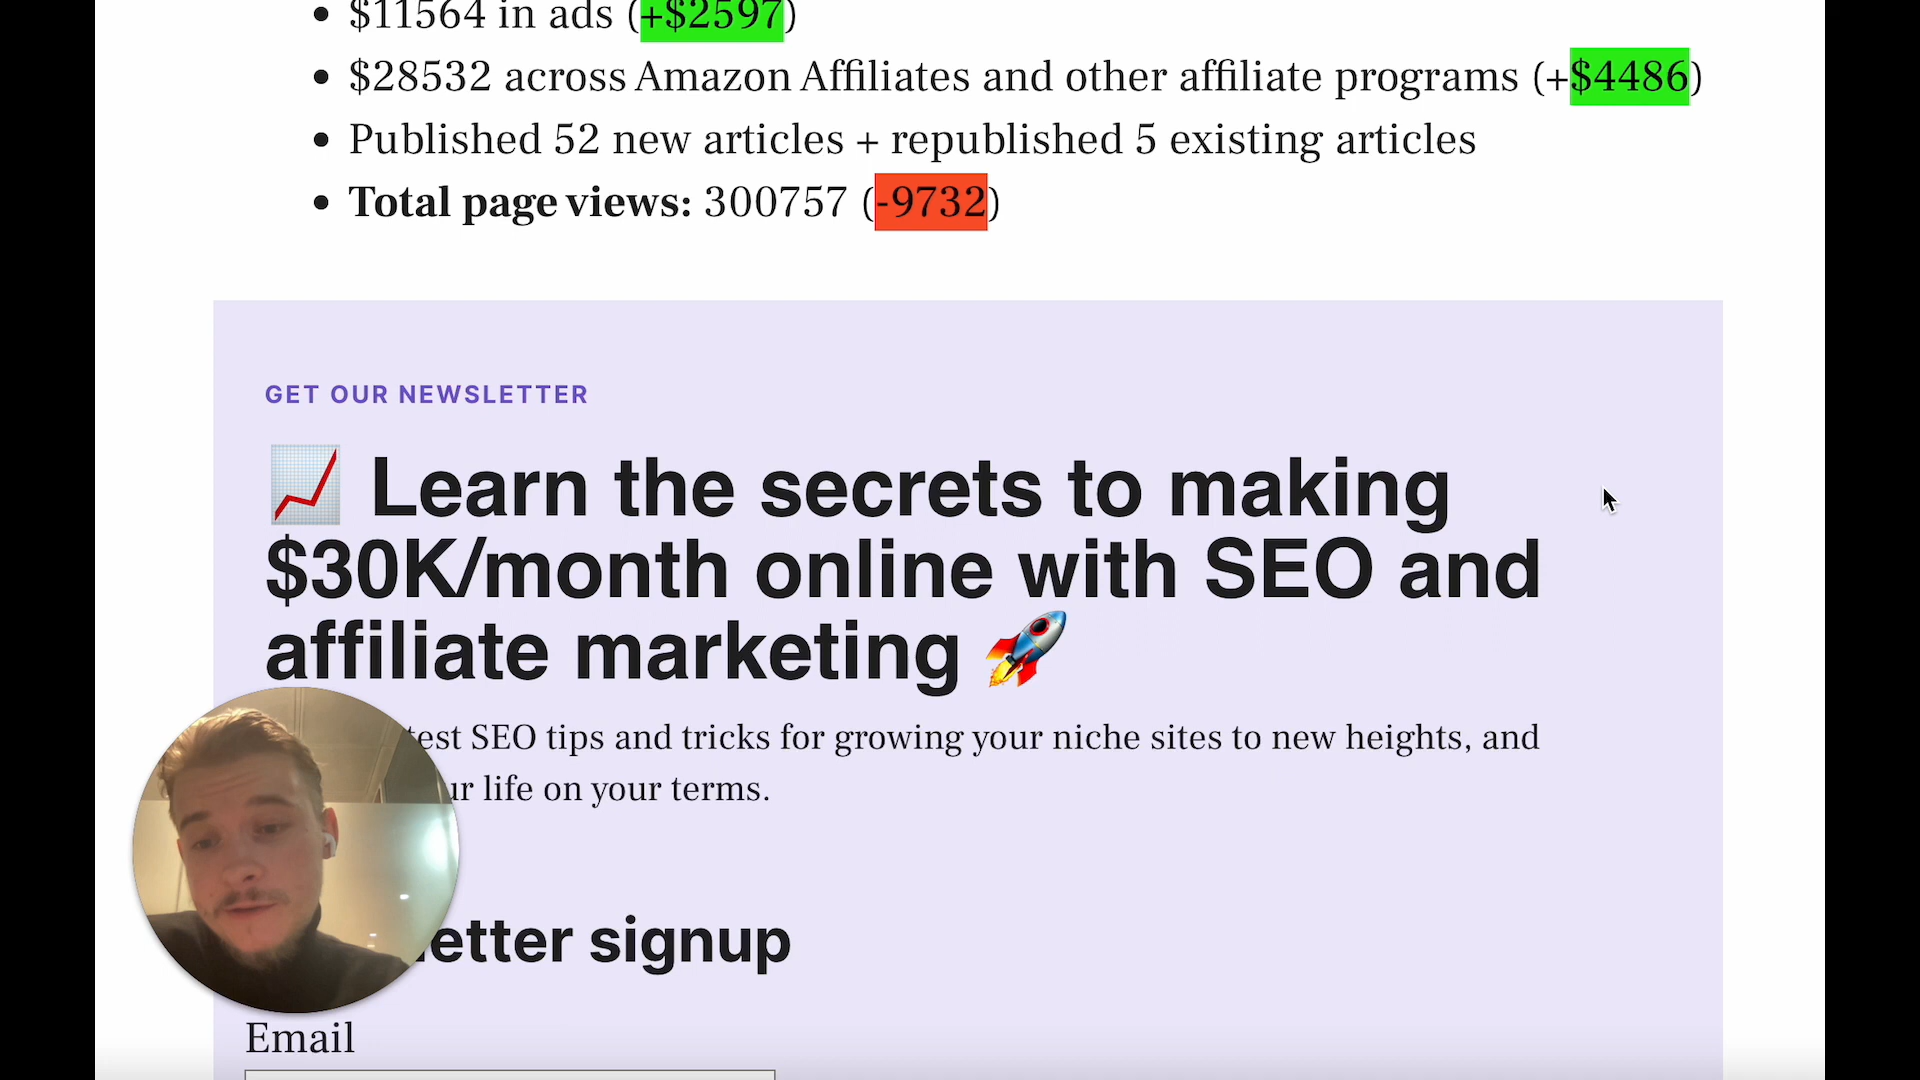 • $11564 in ads (+$2597)
• $28532 across Amazon Affiliates and other affiliate programs (+$4486)
• Published 52 new articles + republished 5 existing articles
• Total page views: 300757 (-9732)
GET OUR NEWSLETTER
📈 Learn the secrets to making
$30K/month online with SEO and
affiliate marketing 🚀
SEO tips and tricks for growing your niche sites to new heights, and
life on your terms.
signup
Email